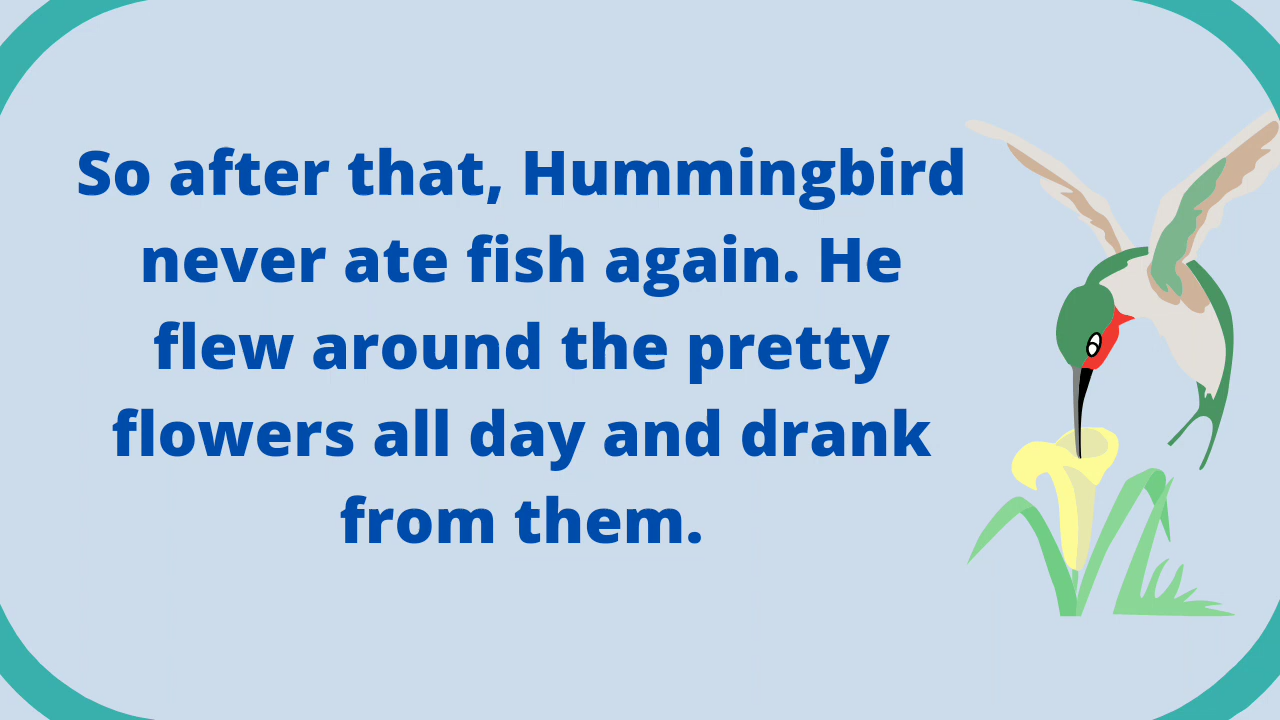 So after that, Hummingbird
never ate fish again. He
flew around the pretty
flowers all day and drank
from them.